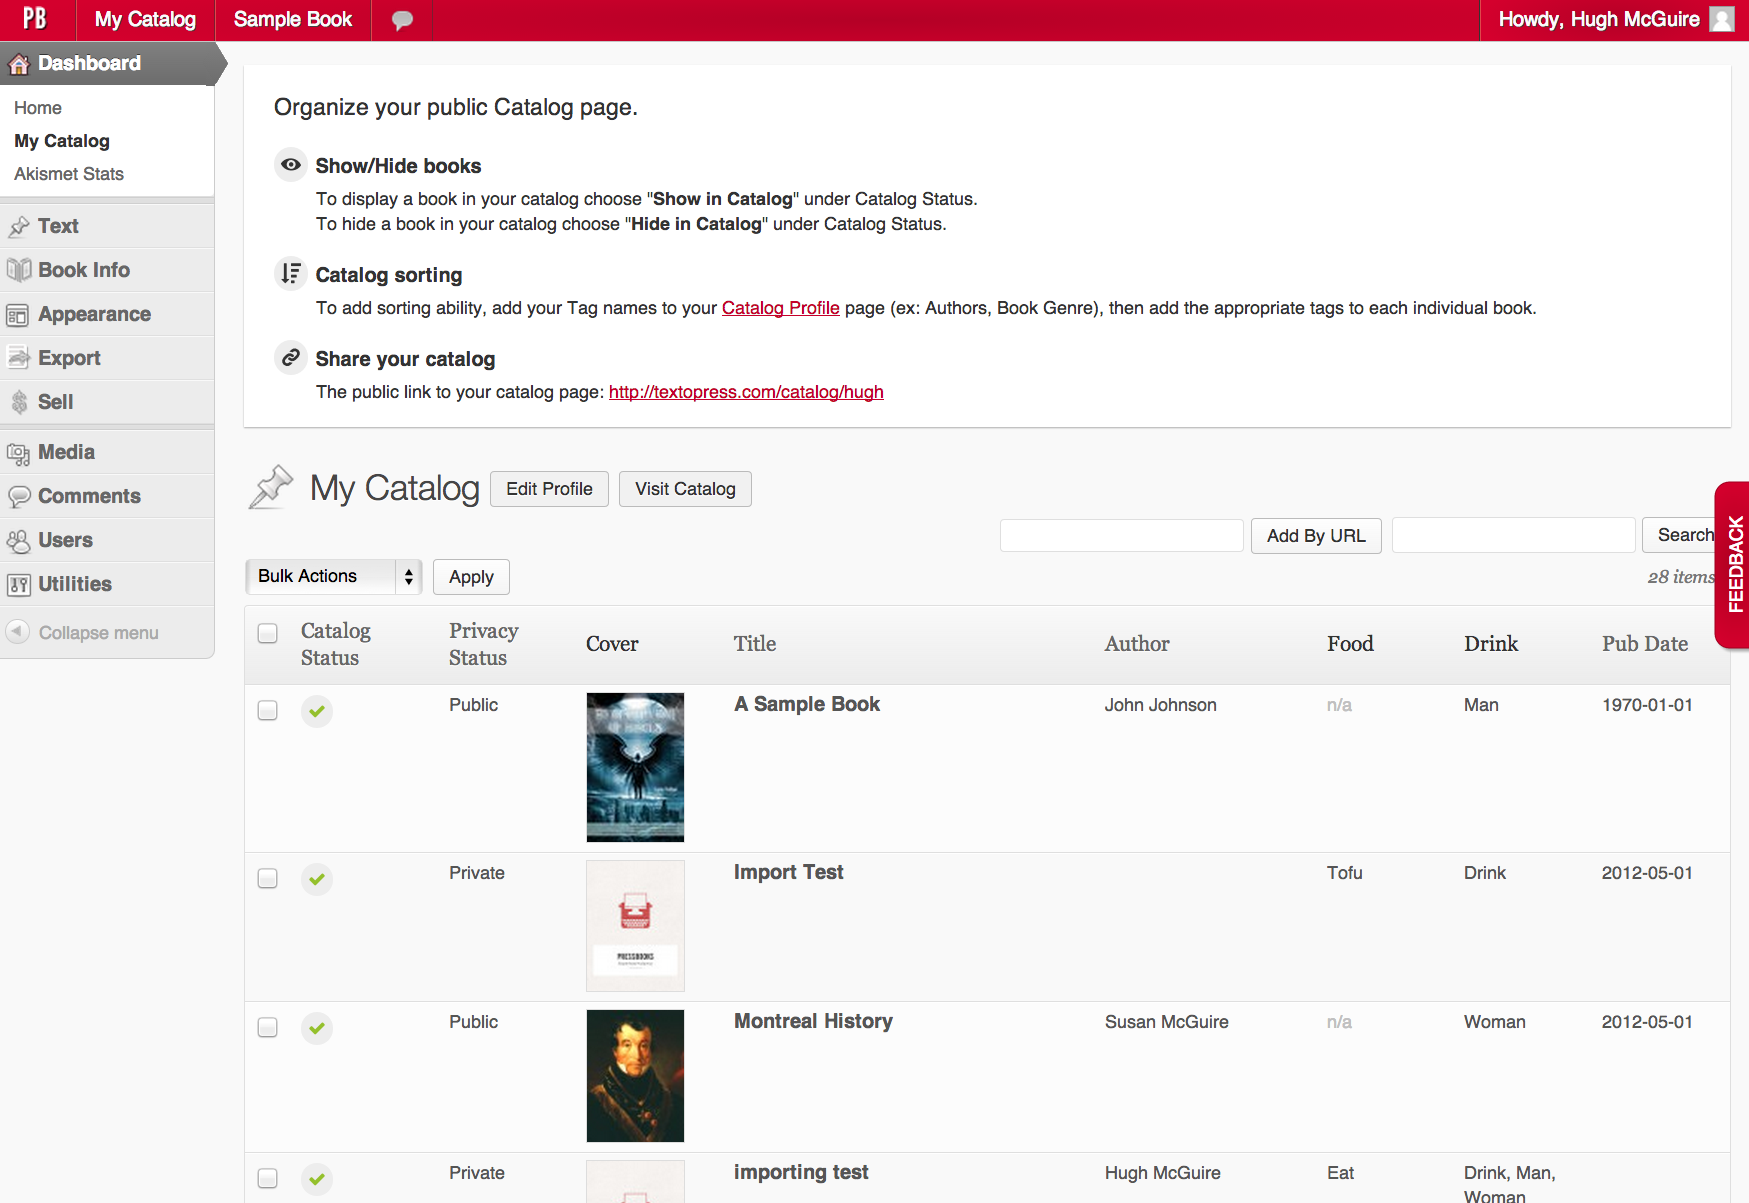 PB My Catalog Sample Book Howdy, Hugh McGuire
Dashboard
Home
My Catalog
Akismet Stats
Text
Book Info
Appearance
Export
Sell
Media
Comments
Users
Utilities
Collapse menu
Organize your public Catalog page.
Show/Hide books
To display a book in your catalog choose "Show in Catalog" under Catalog Status.
To hide a book in your catalog choose "Hide in Catalog" under Catalog Status.
Catalog sorting
To add sorting ability, add your Tag names to your Catalog Profile page (ex: Authors, Book Genre), then add the appropriate tags to each individual book.
Share your catalog
The public link to your catalog page: http://textopress.com/catalog/hugh
My Catalog Edit Profile Visit Catalog
Add By URL Search
28 items
FEEDBACK
Bulk Actions Apply
Catalog Status Privacy Status Cover Title Author Food Drink Pub Date
Public A Sample Book John Johnson n/a Man 1970-01-01
Private Import Test Tofu Drink 2012-05-01
PRESSBOOKS
Public Montreal History Susan McGuire n/a Woman 2012-05-01
Private importing test Hugh McGuire Eat Drink, Man,
Woman